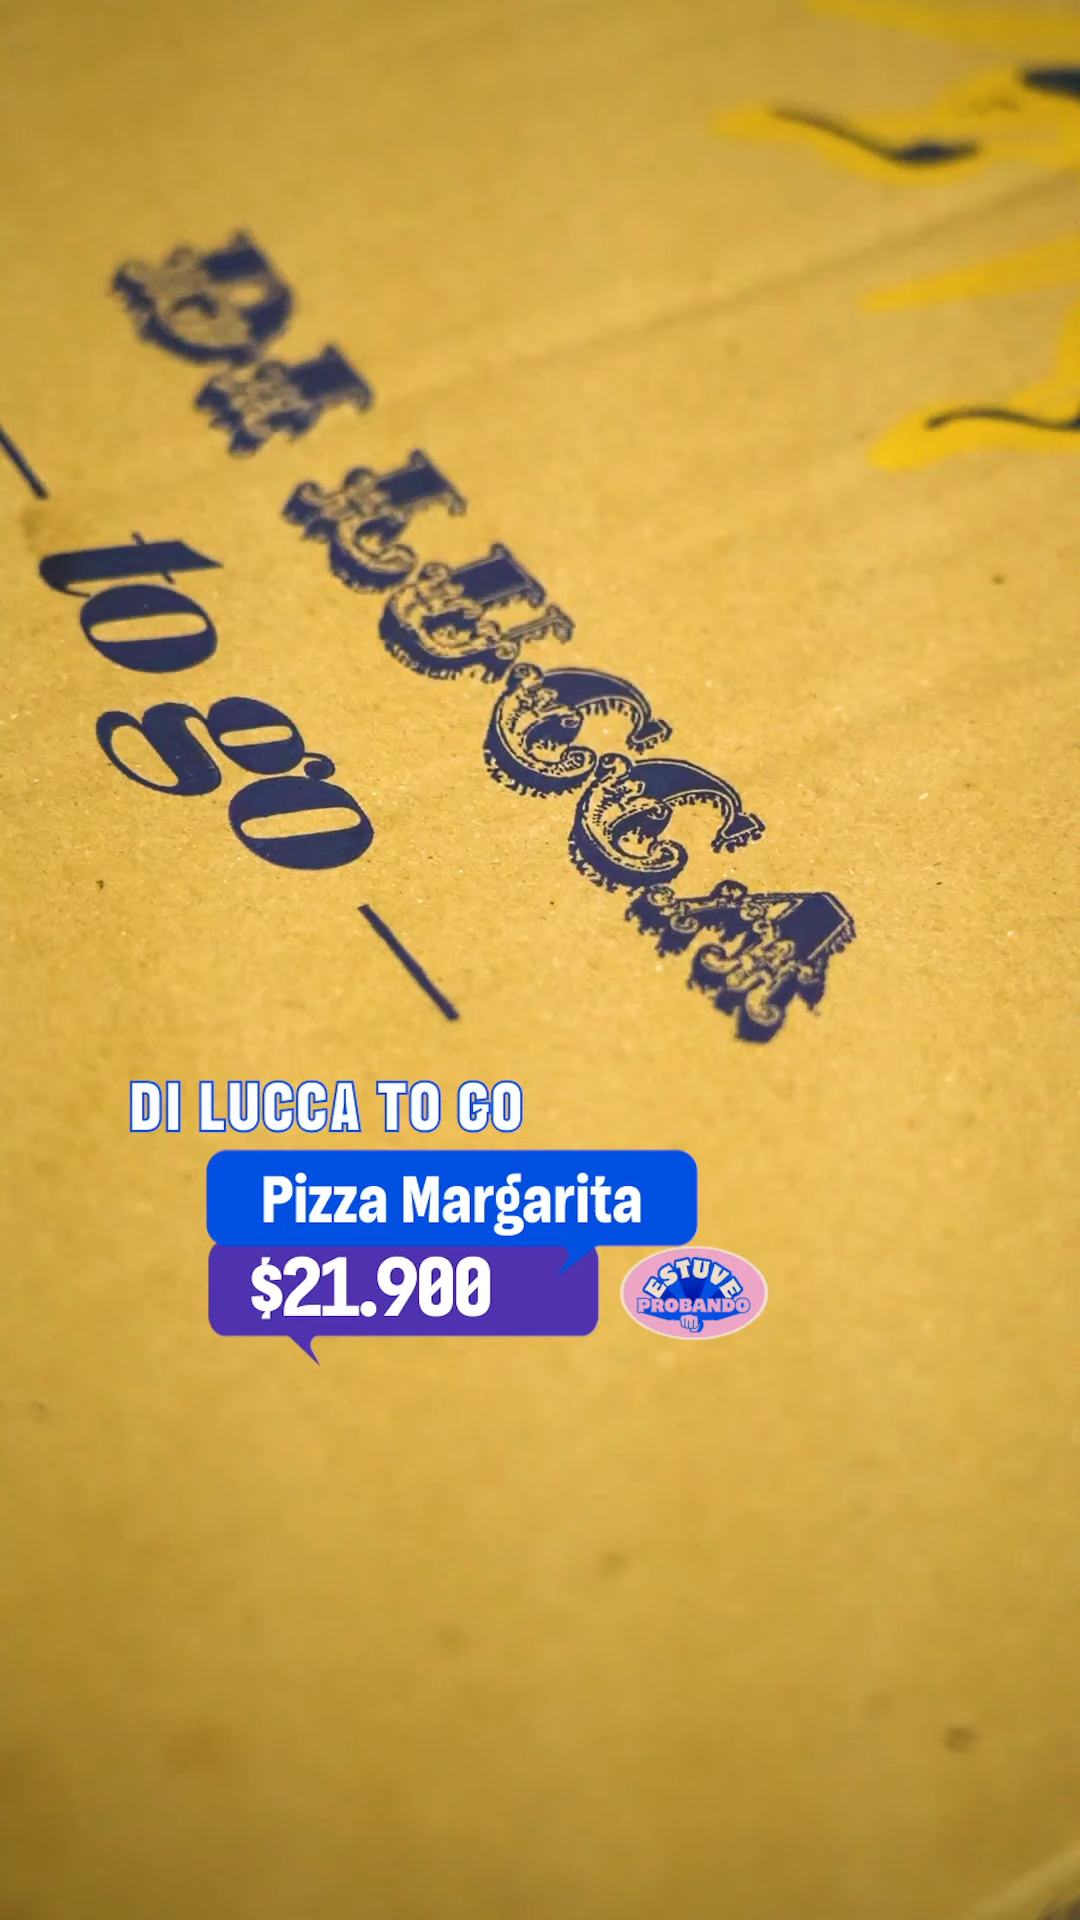 DI LUCCA
— to go —
DI LUCCA TO GO
Pizza Margarita
$21.900
ESTUVE
PROBANDO